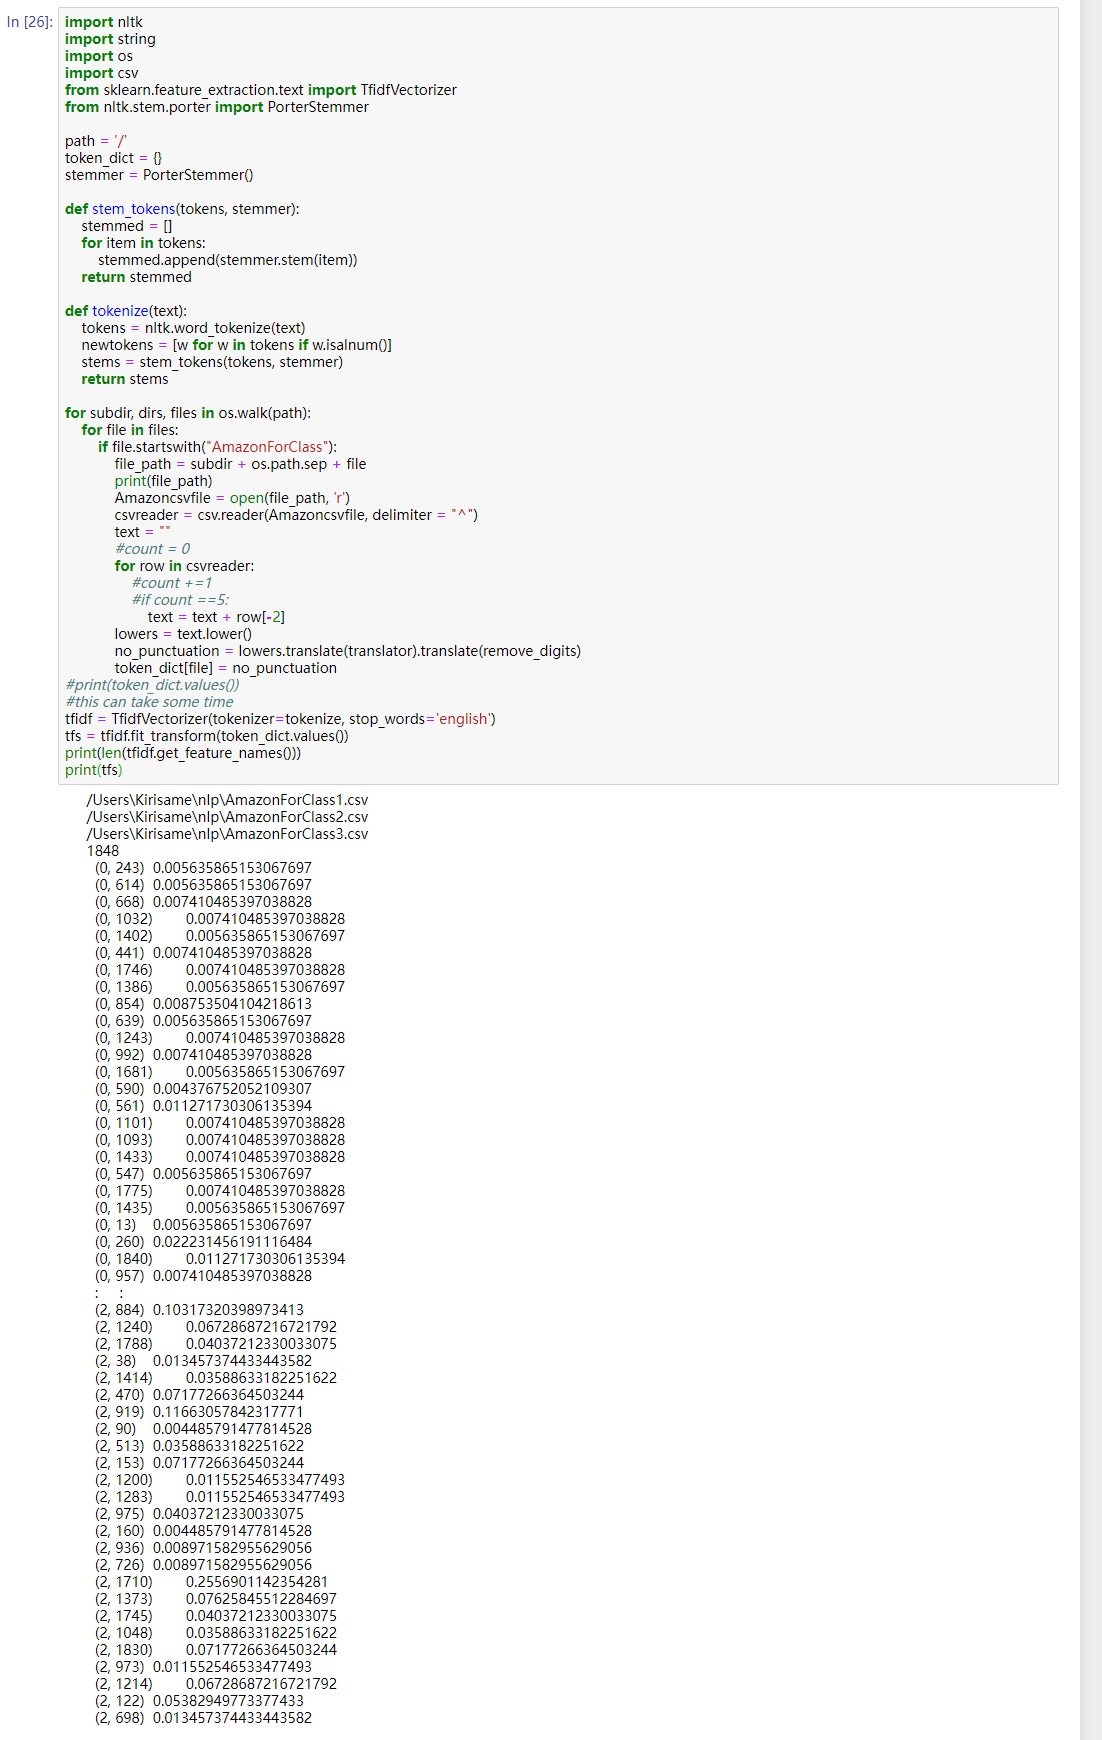 In [26]:
import nltk
import string
import os
import csv
from sklearn.feature_extraction.text import TfidfVectorizer
from nltk.stem.porter import PorterStemmer

path = '/'
token_dict = {}
stemmer = PorterStemmer()

def stem_tokens(tokens, stemmer):
    stemmed = []
    for item in tokens:
        stemmed.append(stemmer.stem(item))
    return stemmed

def tokenize(text):
    tokens = nltk.word_tokenize(text)
    newtokens = [w for w in tokens if w.isalnum()]
    stems = stem_tokens(tokens, stemmer)
    return stems

for subdir, dirs, files in os.walk(path):
    for file in files:
        if file.startswith("AmazonForClass"):
            file_path = subdir + os.path.sep + file
            print(file_path)
            Amazoncsvfile = open(file_path, 'r')
            csvreader = csv.reader(Amazoncsvfile, delimiter = "^")
            text = ""
            #count = 0
            for row in csvreader:
                #count +=1
                #if count ==5:
                    text = text + row[-2]
            lowers = text.lower()
            no_punctuation = lowers.translate(translator).translate(remove_digits)
            token_dict[file] = no_punctuation
#print(token_dict.values())
#this can take some time
tfidf = TfidfVectorizer(tokenizer=tokenize, stop_words='english')
tfs = tfidf.fit_transform(token_dict.values())
print(len(tfidf.get_feature_names()))
print(tfs)
/Users\Kirisame\nlp\AmazonForClass1.csv
/Users\Kirisame\nlp\AmazonForClass2.csv
/Users\Kirisame\nlp\AmazonForClass3.csv
1848
(0, 243) 0.005635865153067697
(0, 614) 0.005635865153067697
(0, 668) 0.007410485397038828
(0, 1032) 0.007410485397038828
(0, 1402) 0.005635865153067697
(0, 441) 0.007410485397038828
(0, 1746) 0.007410485397038828
(0, 1386) 0.005635865153067697
(0, 854) 0.008753504104218613
(0, 639) 0.005635865153067697
(0, 1243) 0.007410485397038828
(0, 992) 0.007410485397038828
(0, 1681) 0.005635865153067697
(0, 590) 0.004376752052109307
(0, 561) 0.011271730306135394
(0, 1101) 0.007410485397038828
(0, 1093) 0.007410485397038828
(0, 1433) 0.007410485397038828
(0, 547) 0.005635865153067697
(0, 1775) 0.007410485397038828
(0, 1435) 0.005635865153067697
(0, 13) 0.005635865153067697
(0, 260) 0.022231456191116484
(0, 1840) 0.011271730306135394
(0, 957) 0.007410485397038828
: :
(2, 884) 0.10317320398973413
(2, 1240) 0.06728687216721792
(2, 1788) 0.04037212330033075
(2, 38) 0.013457374433443582
(2, 1414) 0.03588633182251622
(2, 470) 0.07177266364503244
(2, 919) 0.11663057842317771
(2, 90) 0.004485791477814528
(2, 513) 0.03588633182251622
(2, 153) 0.07177266364503244
(2, 1200) 0.011552546533477493
(2, 1283) 0.011552546533477493
(2, 975) 0.04037212330033075
(2, 160) 0.004485791477814528
(2, 936) 0.008971582955629056
(2, 726) 0.008971582955629056
(2, 1710) 0.2556901142354281
(2, 1373) 0.07625845512284697
(2, 1745) 0.04037212330033075
(2, 1048) 0.03588633182251622
(2, 1830) 0.07177266364503244
(2, 973) 0.011552546533477493
(2, 1214) 0.06728687216721792
(2, 122) 0.05382949773377433
(2, 698) 0.013457374433443582